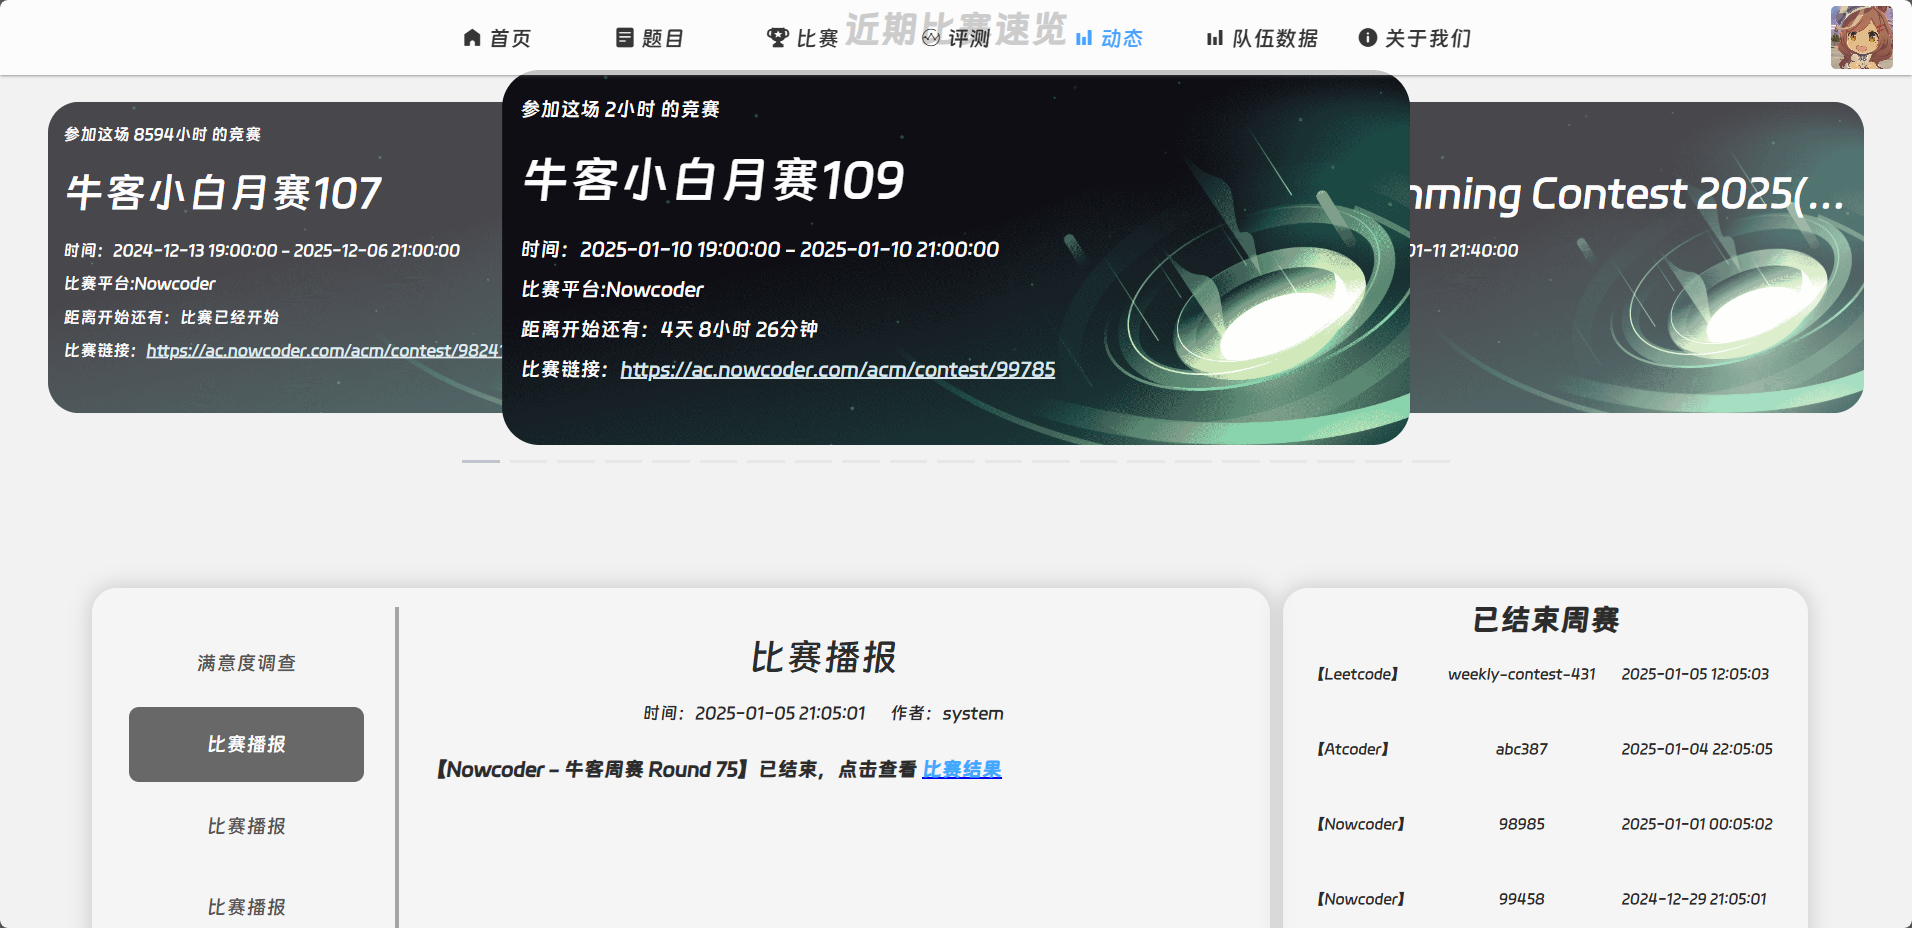 近期比赛速览
首页 题目 比赛 评测 动态 队伍数据 关于我们
参加这场 8594小时 的竞赛
牛客小白月赛107
时间：2024-12-13 19:00:00 - 2025-12-06 21:00:00
比赛平台:Nowcoder
距离开始还有：比赛已经开始
比赛链接：https://ac.nowcoder.com/acm/contest/98241
参加这场 2小时 的竞赛
牛客小白月赛109
时间：2025-01-10 19:00:00 - 2025-01-10 21:00:00
比赛平台:Nowcoder
距离开始还有：4天 8小时 26分钟
比赛链接：https://ac.nowcoder.com/acm/contest/99785
mming Contest 2025(...
01-11 21:40:00
满意度调查
比赛播报
比赛播报
比赛播报
比赛播报
时间：2025-01-05 21:05:01 作者：system
【Nowcoder - 牛客周赛 Round 75】已结束，点击查看 比赛结果
已结束周赛
【Leetcode】 weekly-contest-431 2025-01-05 12:05:03
【Atcoder】 abc387 2025-01-04 22:05:05
【Nowcoder】 98985 2025-01-01 00:05:02
【Nowcoder】 99458 2024-12-29 21:05:01